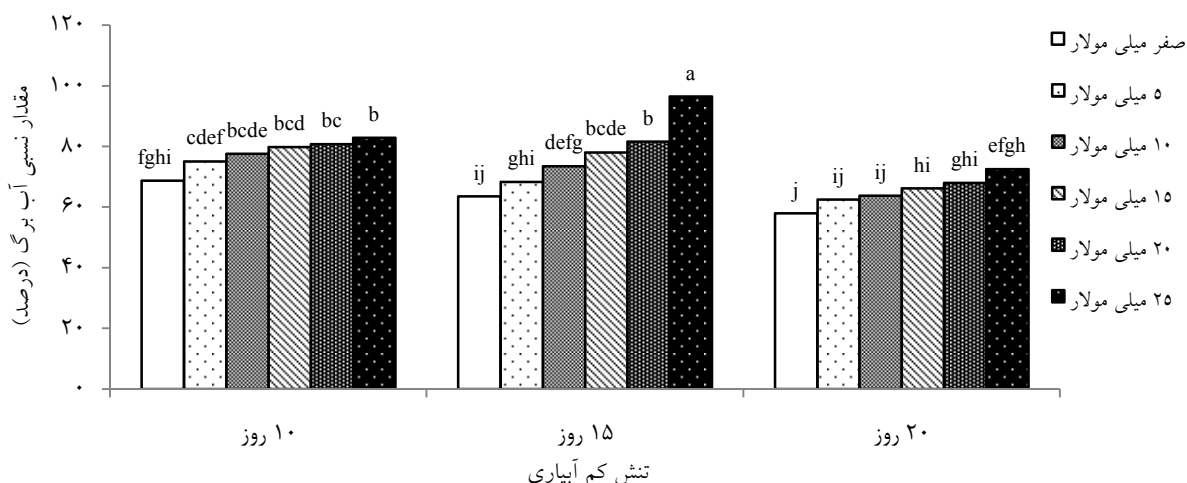 مقدار نسبی آب برگ (درصد)
۱۲۰
۱۰۰
۸۰
۶۰
۴۰
۲۰
۰
fghi cdef bcde bcd bc b
ij ghi defg bcde b a
j ij ij hi ghi efgh
۱۰ روز ۱۵ روز ۲۰ روز
تنش کم آبیاری
صفر میلی مولار
۵ میلی مولار
۱۰ میلی مولار
۱۵ میلی مولار
۲۰ میلی مولار
۲۵ میلی مولار